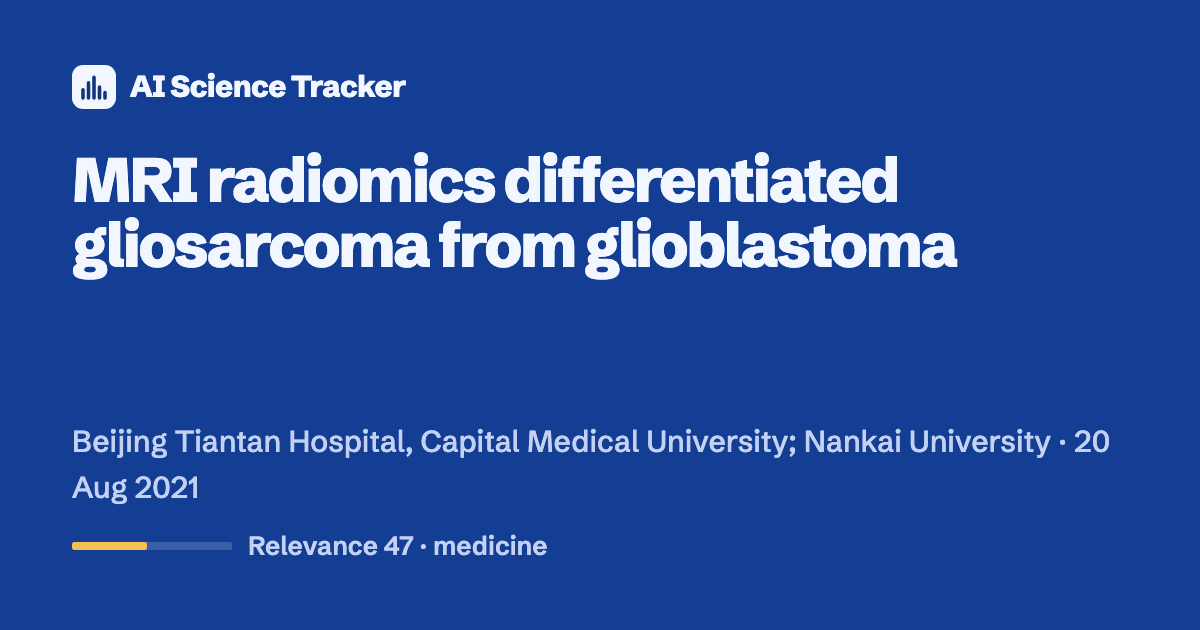 AI Science Tracker
MRI radiomics differentiated
gliosarcoma from glioblastoma
Beijing Tiantan Hospital, Capital Medical University; Nankai University · 20
Aug 2021
Relevance 47 · medicine